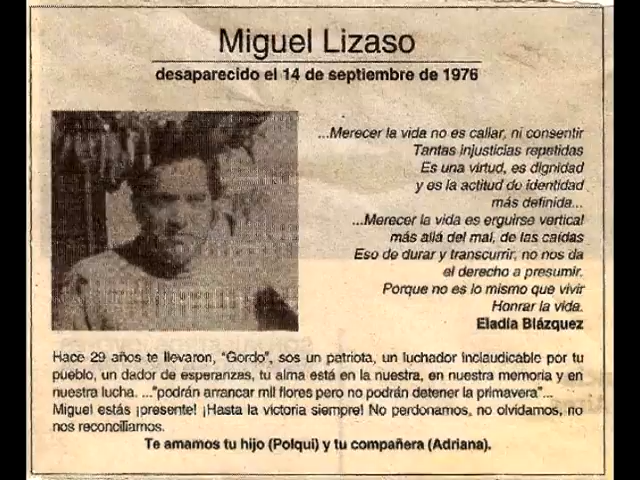 Miguel Lizaso
desaparecido el 14 de septiembre de 1976
...Merecer la vida no es callar, ni consentir
Tantas injusticias repetidas
Es una virtud, es dignidad
y es la actitud de identidad
más definida...
...Merecer la vida es erguirse vertical
más allá del mal, de las caídas
Eso de durar y transcurrir, no nos da
el derecho a presumir.
Porque no es lo mismo que vivir
Honrar la vida.
Eladia Blázquez
Hace 29 años te llevaron, "Gordo", sos un patriota, un luchador inclaudicable por tu
pueblo, un dador de esperanzas, tu alma está en la nuestra, en nuestra memoria y en
nuestra lucha. ..."podrán arrancar mil flores pero no podrán detener la primavera"...
Miguel estás ¡presente! ¡Hasta la victoria siempre! No perdonamos, no olvidamos, no
nos reconciliamos.
Te amamos tu hijo (Polqui) y tu compañera (Adriana).